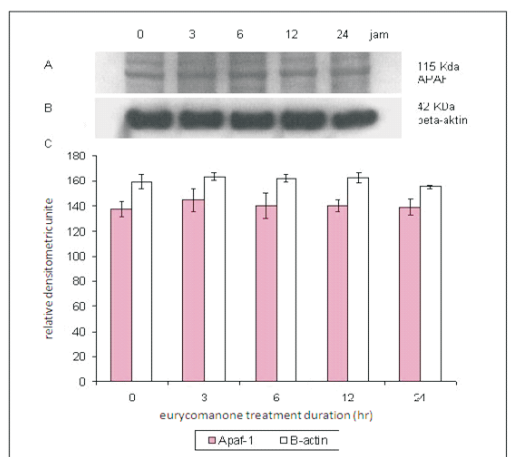 0 3 6 12 24 jam
A
115 Kda
APAF
B
42 KDa
beta-aktin
C
180
160
140
120
100
80
60
40
20
0
relative densitometric unite
0 3 6 12 24
eurycomanone treatment duration (hr)
Apaf-1 B-actin